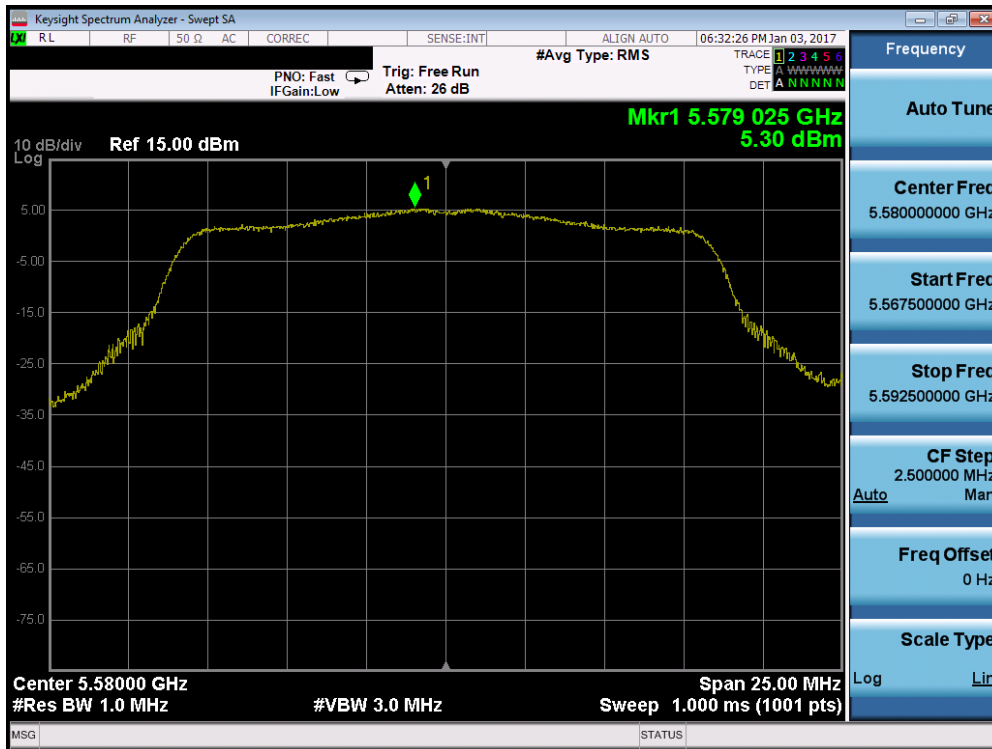 Keysight Spectrum Analyzer - Swept SA
LXI RL RF 50 Ω AC CORREC SENSE:INT ALIGN AUTO 06:32:26 PM Jan 03, 2017
#Avg Type: RMS TRACE 1 2 3 4 5 6
PNO: Fast Trig: Free Run TYPE A WWWWW
IFGain:Low Atten: 26 dB DET A N N N N N
Mkr1 5.579 025 GHz
5.30 dBm
10 dB/div Ref 15.00 dBm
Log
1
5.00
-5.00
-15.0
-25.0
-35.0
-45.0
-55.0
-65.0
-75.0
Center 5.58000 GHz Span 25.00 MHz
#Res BW 1.0 MHz #VBW 3.0 MHz Sweep 1.000 ms (1001 pts)
MSG STATUS
Frequency
Auto Tune
Center Freq
5.580000000 GHz
Start Freq
5.567500000 GHz
Stop Freq
5.592500000 GHz
CF Step
2.500000 MHz
Auto Man
Freq Offset
0 Hz
Scale Type
Log Lin